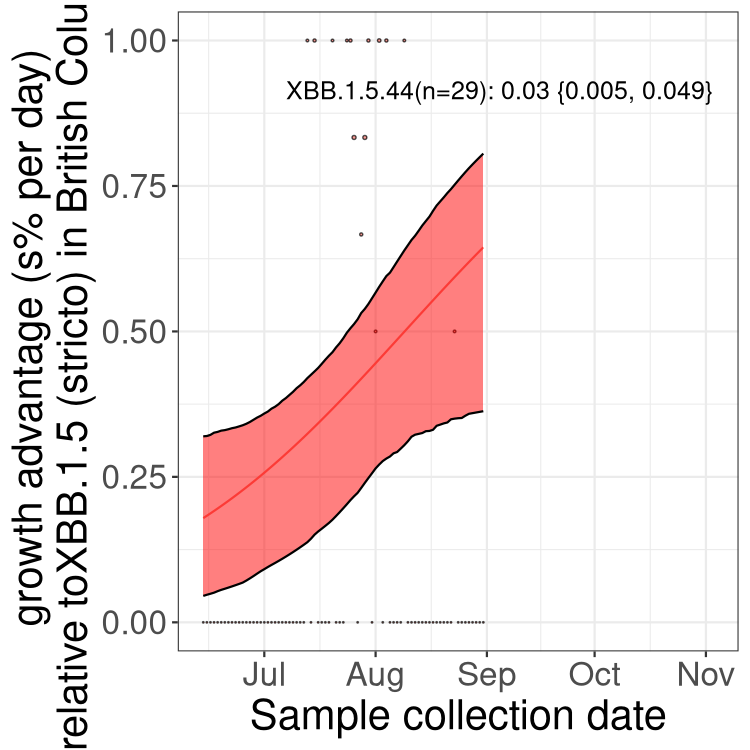 growth advantage (s% per day)
relative toXBB.1.5 (stricto) in British Colu
1.00
0.75
0.50
0.25
0.00
XBB.1.5.44(n=29): 0.03 {0.005, 0.049}
Jul Aug Sep Oct Nov
Sample collection date